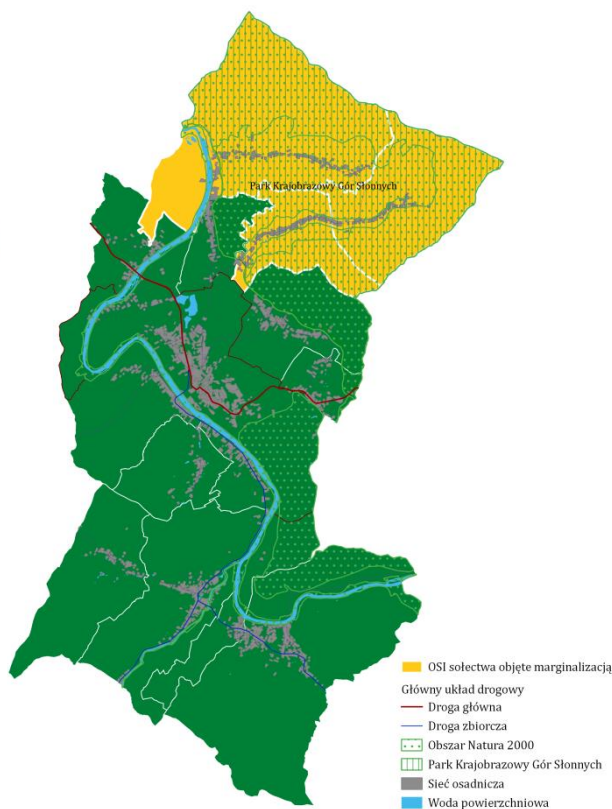 Park Krajobrazowy Gór Słonnych
OSI sołectwa objęte marginalizacją
Główny układ drogowy
Droga główna
Droga zbiorcza
Obszar Natura 2000
Park Krajobrazowy Gór Słonnych
Sieć osadnicza
Woda powierzchniowa